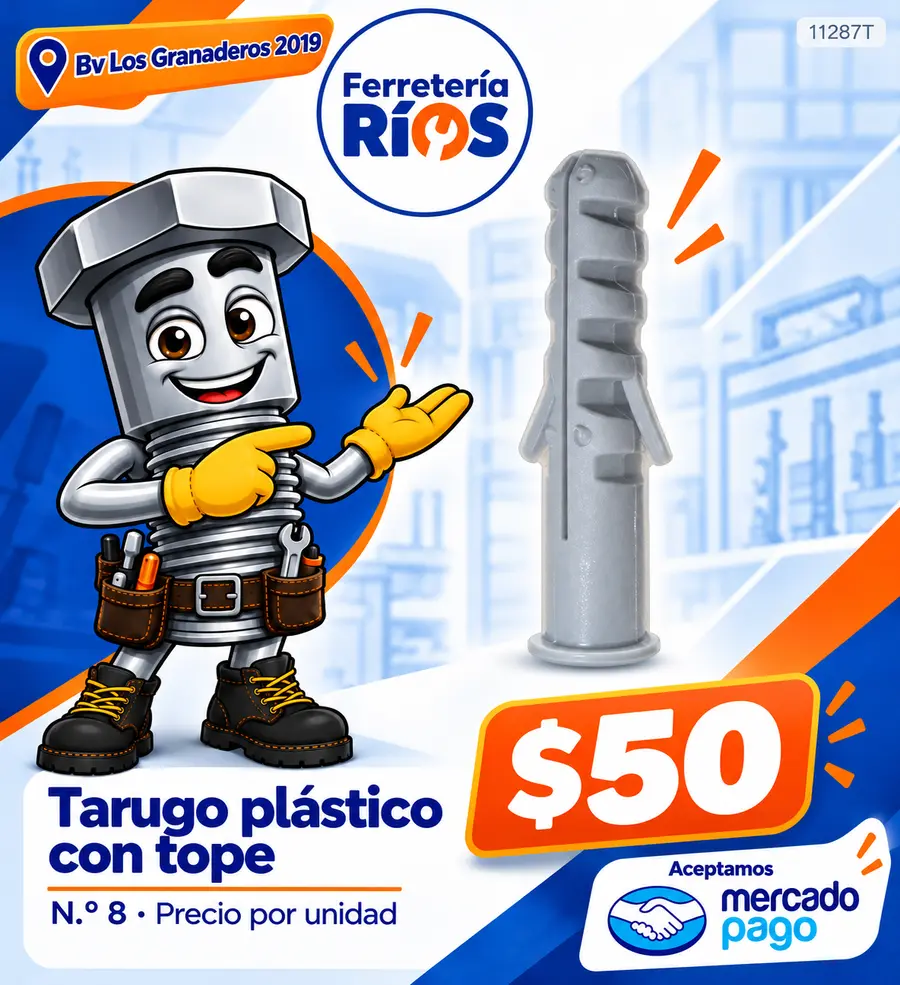 Bv Los Granaderos 2019
Ferretería
Ríos
11287T
$50
Tarugo plástico
con tope
N.º 8 • Precio por unidad
Aceptamos
mercado
pago